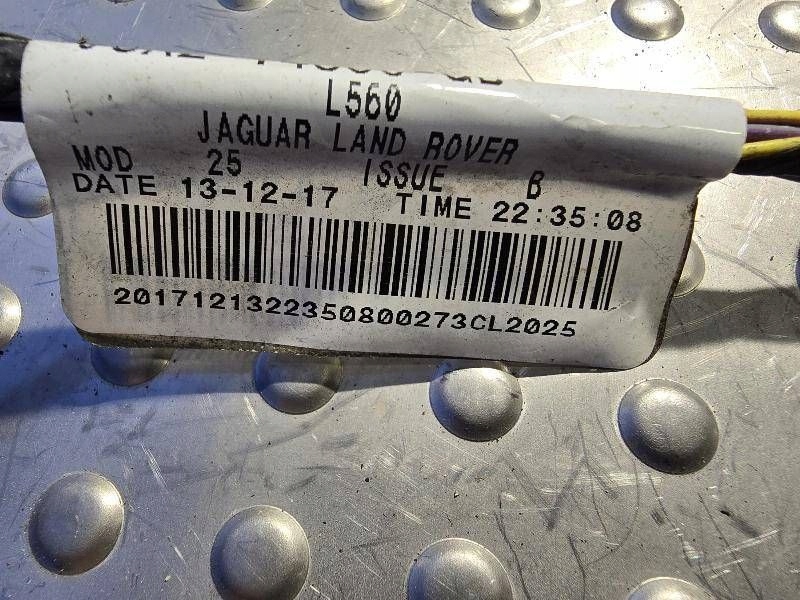 L560
JAGUAR LAND ROVER
MOD 25 ISSUE B
DATE 13-12-17 TIME 22:35:08
2017121322350800273CL2025